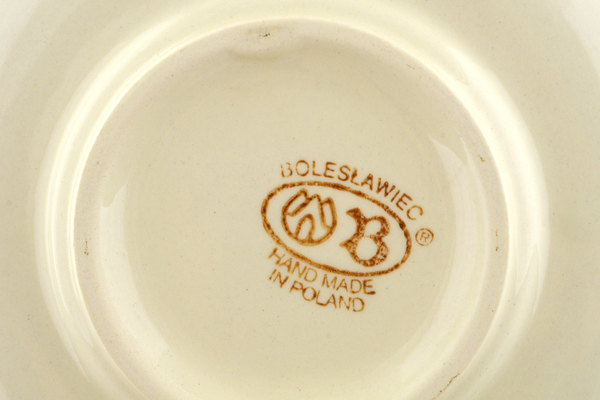 BOLESŁAWIEC ®
B
HAND MADE
IN POLAND